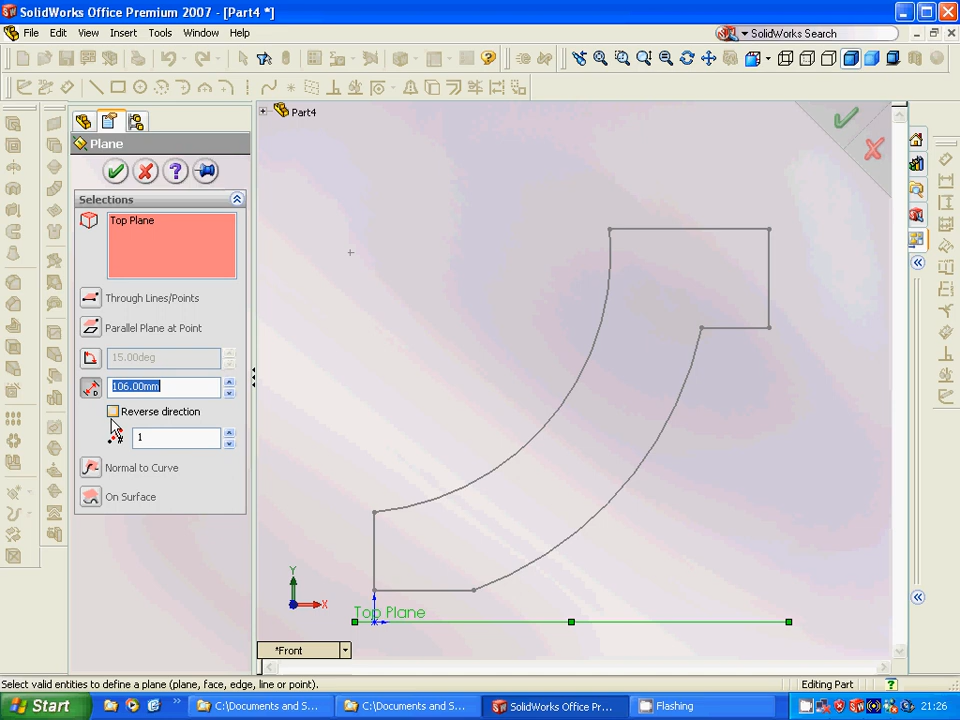 SolidWorks Office Premium 2007 - [Part4 *]
File Edit View Insert Tools Window Help
SolidWorks Search
Part4
Plane
Selections
Top Plane
Through Lines/Points
Parallel Plane at Point
15.00deg
106.00mm
Reverse direction
1
Normal to Curve
On Surface
Y
X
Top Plane
*Front
Select valid entities to define a plane (plane, face, edge, line or point).
Editing Part
Start
C:\Documents and S...
C:\Documents and S...
SolidWorks Office Pr...
Flashing
21:26